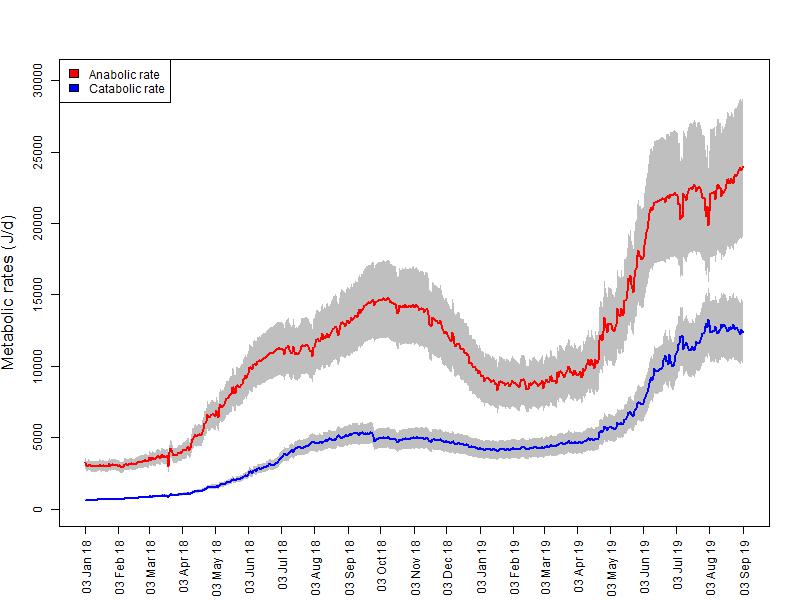 Anabolic rate
Catabolic rate
Metabolic rates (J/d)
30000
25000
20000
15000
10000
5000
0
03 Jan 18
03 Feb 18
03 Mar 18
03 Apr 18
03 May 18
03 Jun 18
03 Jul 18
03 Aug 18
03 Sep 18
03 Oct 18
03 Nov 18
03 Dec 18
03 Jan 19
03 Feb 19
03 Mar 19
03 Apr 19
03 May 19
03 Jun 19
03 Jul 19
03 Aug 19
03 Sep 19